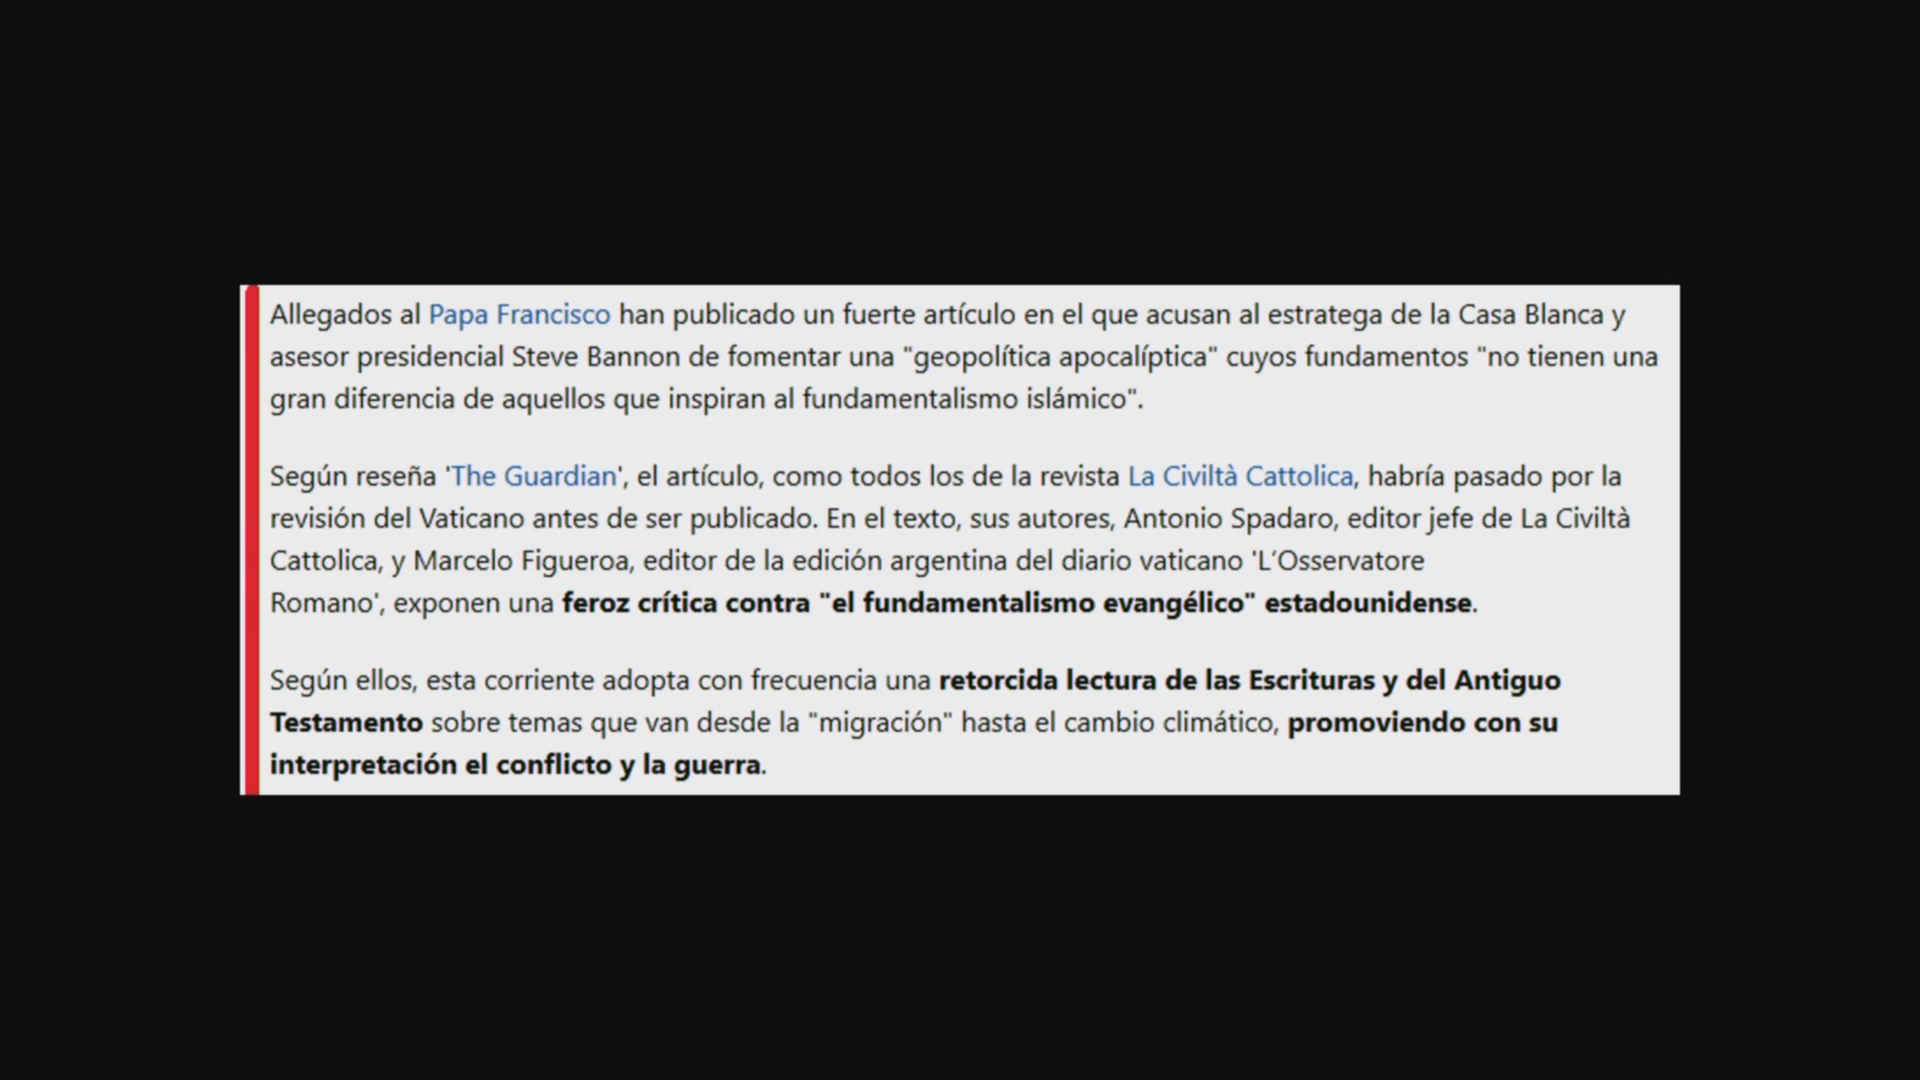 Allegados al Papa Francisco han publicado un fuerte artículo en el que acusan al estratega de la Casa Blanca y
asesor presidencial Steve Bannon de fomentar una "geopolítica apocalíptica" cuyos fundamentos "no tienen una
gran diferencia de aquellos que inspiran al fundamentalismo islámico".
Según reseña 'The Guardian', el artículo, como todos los de la revista La Civiltà Cattolica, habría pasado por la
revisión del Vaticano antes de ser publicado. En el texto, sus autores, Antonio Spadaro, editor jefe de La Civiltà
Cattolica, y Marcelo Figueroa, editor de la edición argentina del diario vaticano 'L’Osservatore
Romano', exponen una feroz crítica contra "el fundamentalismo evangélico" estadounidense.
Según ellos, esta corriente adopta con frecuencia una retorcida lectura de las Escrituras y del Antiguo
Testamento sobre temas que van desde la "migración" hasta el cambio climático, promoviendo con su
interpretación el conflicto y la guerra.